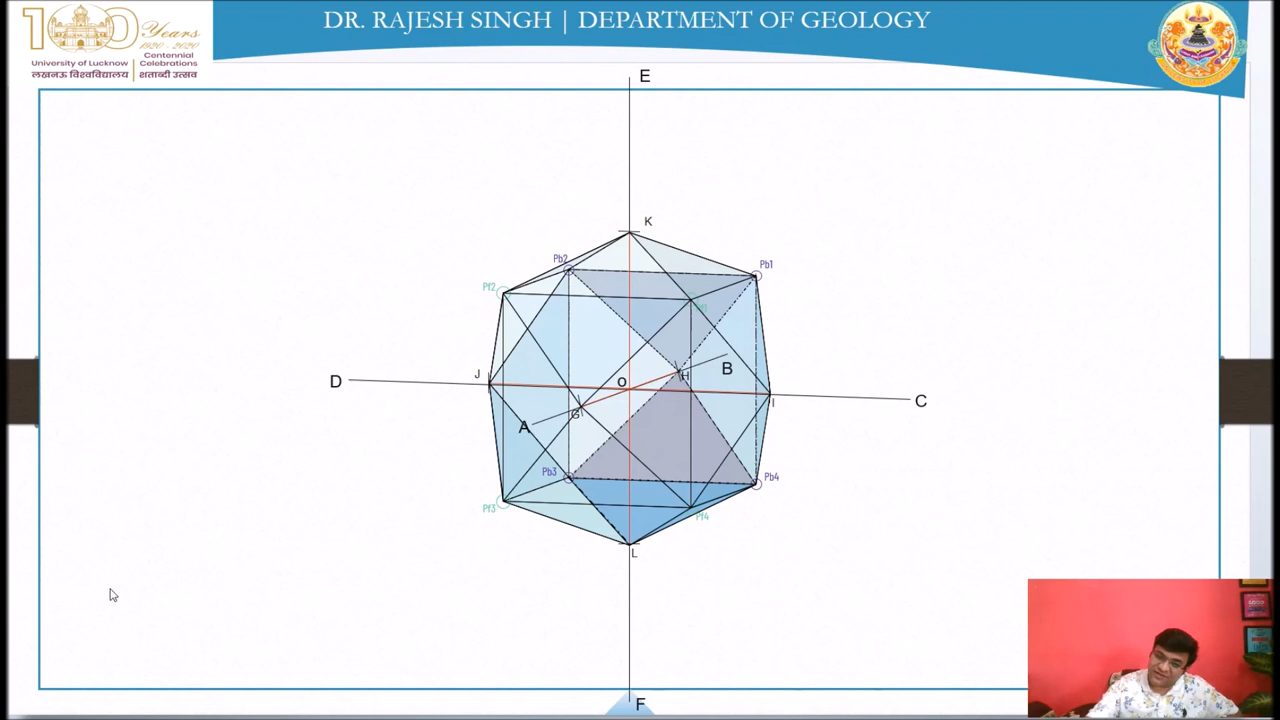 DR. RAJESH SINGH | DEPARTMENT OF GEOLOGY
100 Years
1920 - 2020
University of Lucknow Centennial Celebrations
लखनऊ विश्वविद्यालय शताब्दी उत्सव
E
K
Pb2
Pb1
Pf2
Pf1
J
O
H
B
D
I
C
G
A
Pb3
Pb4
Pf3
Pf4
L
F